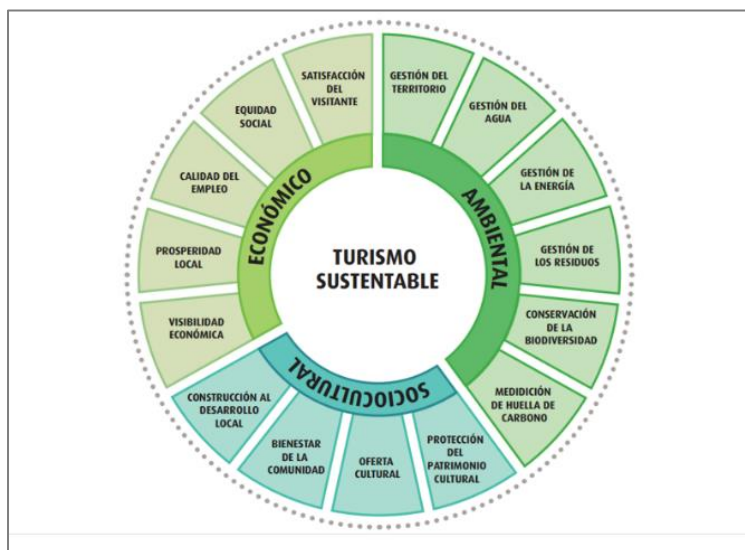 TURISMO
SUSTENTABLE
AMBIENTAL
GESTIÓN DEL
TERRITORIO
GESTIÓN DEL
AGUA
GESTIÓN DE
LA ENERGÍA
GESTIÓN DE
LOS RESIDUOS
CONSERVACIÓN
DE LA
BIODIVERSIDAD
MEDIDICIÓN
DE HUELLA DE
CARBONO
SOCIOCULTURAL
PROTECCIÓN
DEL
PATRIMONIO
CULTURAL
OFERTA
CULTURAL
BIENESTAR
DE LA
COMUNIDAD
CONSTRUCCIÓN AL
DESARROLLO
LOCAL
ECONÓMICO
VISIBILIDAD
ECONÓMICA
PROSPERIDAD
LOCAL
CALIDAD DEL
EMPLEO
EQUIDAD
SOCIAL
SATISFACCIÓN
DEL
VISITANTE